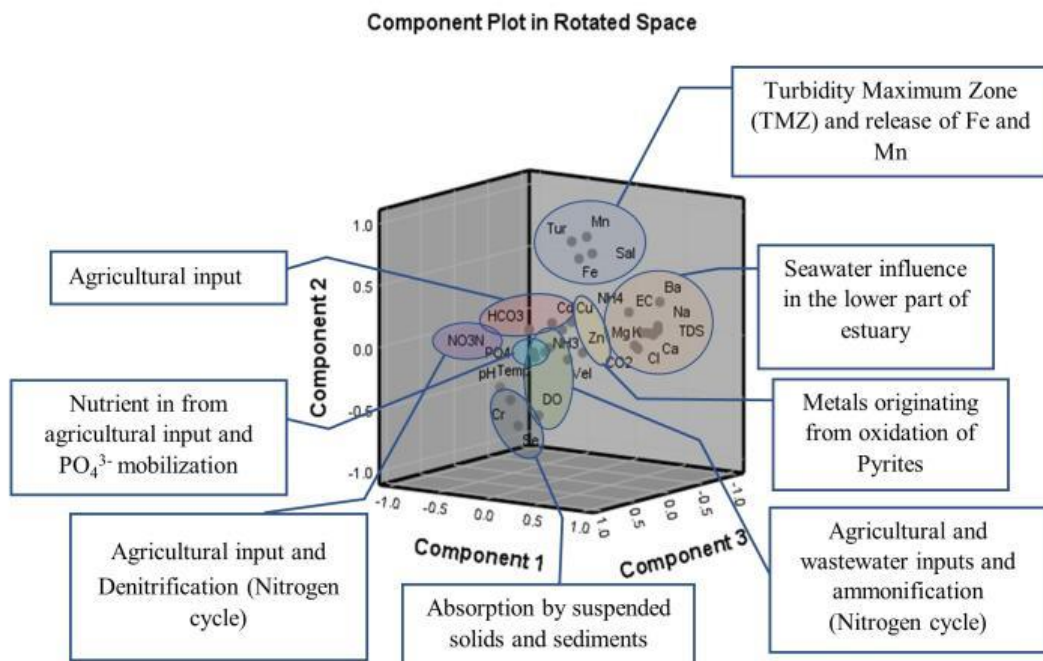 Component Plot in Rotated Space
Turbidity Maximum Zone
(TMZ) and release of Fe and
Mn
Agricultural input
Seawater influence
in the lower part of
estuary
Nutrient in from
agricultural input and
PO₄³⁻ mobilization
Metals originating
from oxidation of
Pyrites
Agricultural input and
Denitrification (Nitrogen
cycle)
Absorption by suspended
solids and sediments
Agricultural and
wastewater inputs and
ammonification
(Nitrogen cycle)
Component 2
1.0
0.5
0.0
-0.5
-1.0
Tur
Mn
Sal
Fe
NH4
EC
Ba
Na
Mg
K
TDS
Ca
Cl
CO2
HCO3
Cd
Cu
Zn
NO3N
PO4
NH3
Temp
pH
Vel
DO
Cr
Se
-1.0
-0.5
0.0
0.5
1.0
Component 1
1.0
0.5
0.0
-0.5
-1.0
Component 3